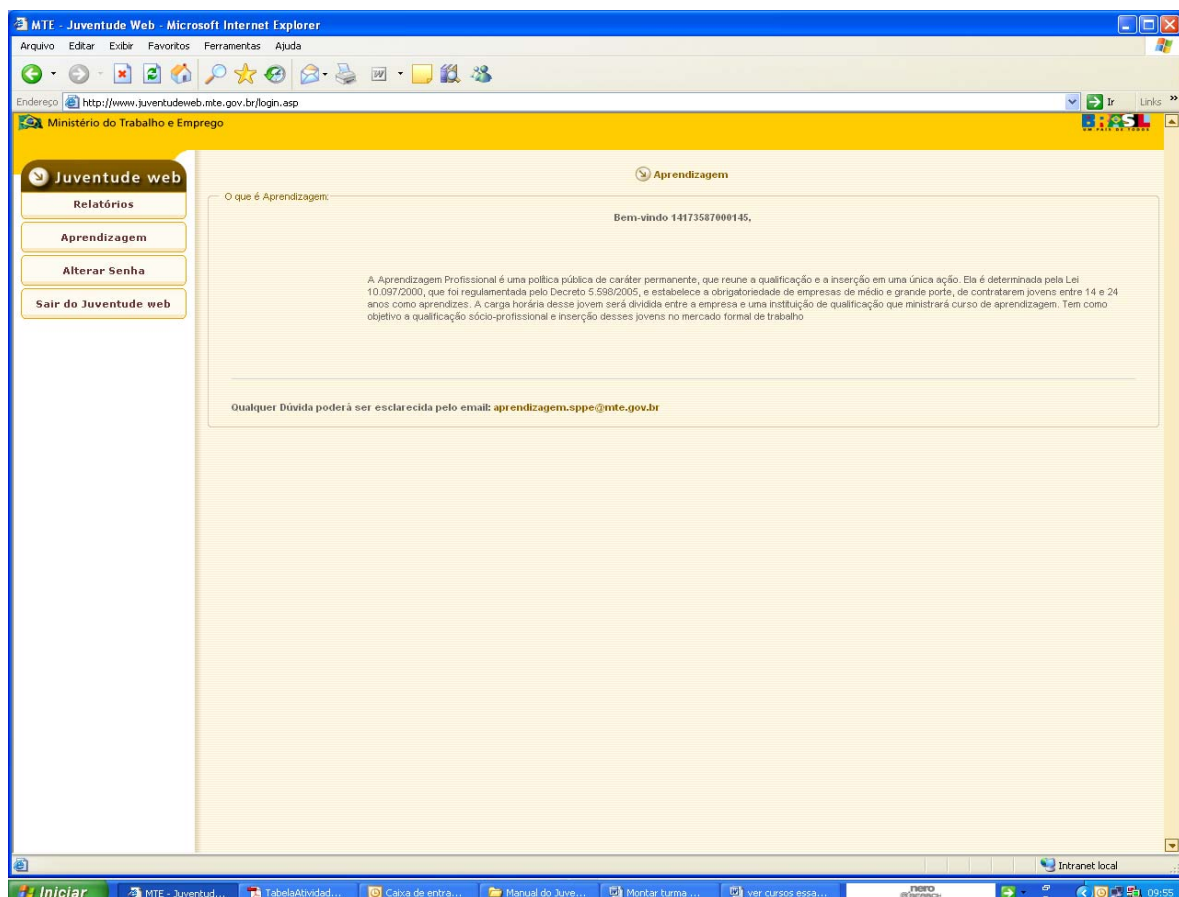 MTE - Juventude Web - Microsoft Internet Explorer
Arquivo Editar Exibir Favoritos Ferramentas Ajuda
Endereço http://www.juventudeweb.mte.gov.br/login.asp Ir Links »
Ministério do Trabalho e Emprego
BRASIL
UM PAÍS DE TODOS
Juventude web
Relatórios
Aprendizagem
Alterar Senha
Sair do Juventude web
Aprendizagem
O que é Aprendizagem:
Bem-vindo 14173587000145,
A Aprendizagem Profissional é uma política pública de caráter permanente, que reune a qualificação e a inserção em uma única ação. Ela é determinada pela Lei
10.097/2000, que foi regulamentada pelo Decreto 5.598/2005, e estabelece a obrigatoriedade de empresas de médio e grande porte, de contratarem jovens entre 14 e 24
anos como aprendizes. A carga horária desse jovem será dividida entre a empresa e uma instituição de qualificação que ministrará curso de aprendizagem. Tem como
objetivo a qualificação sócio-profissional e inserção desses jovens no mercado formal de trabalho
Qualquer Dúvida poderá ser esclarecida pelo email: aprendizagem.sppe@mte.gov.br
Intranet local
Iniciar MTE - Juventud... TabelaAtividad... Caixa de entra... Manual do Juve... Montar turma ... ver cursos essa... nero 09:55